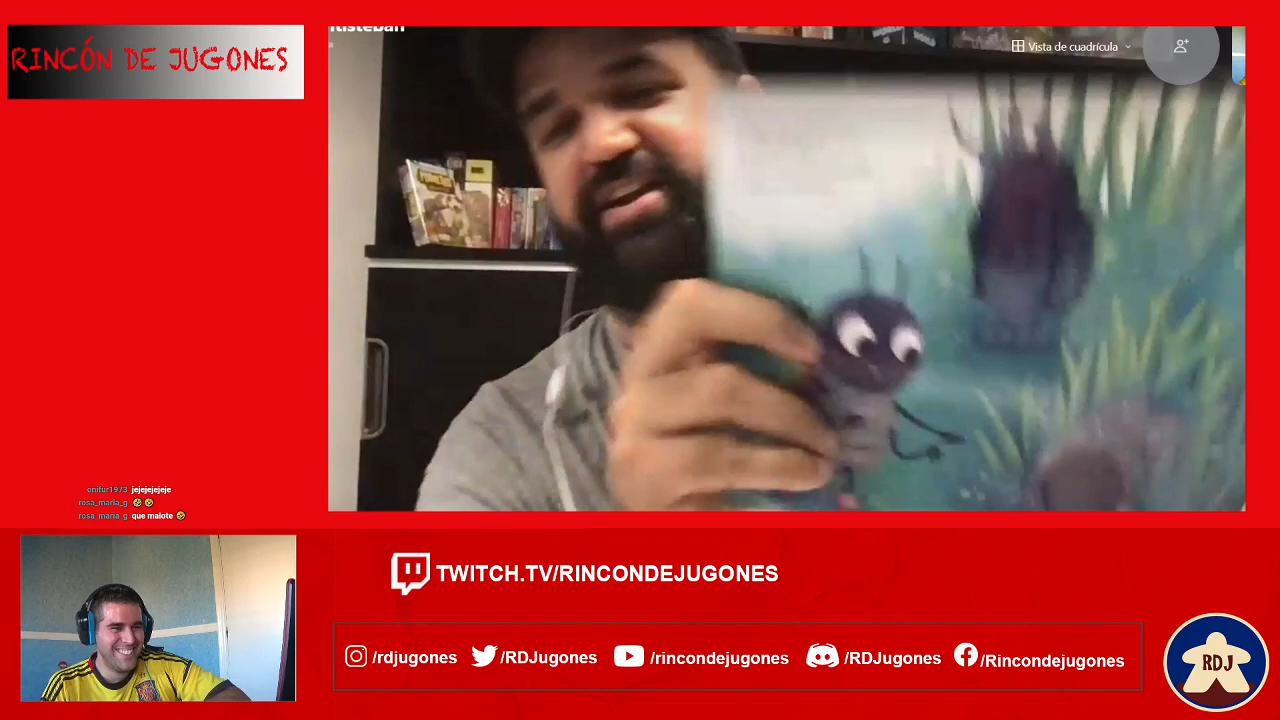 RINCÓN DE JUGONES
Vista de cuadrícula
onifur1973 jejejejejeje
rosa_maria_g
rosa_maria_g que malote
TWITCH.TV/RINCONDEJUGONES
/rdjugones /RDJugones /rincondejugones /RDJugones /Rincondejugones
RDJ